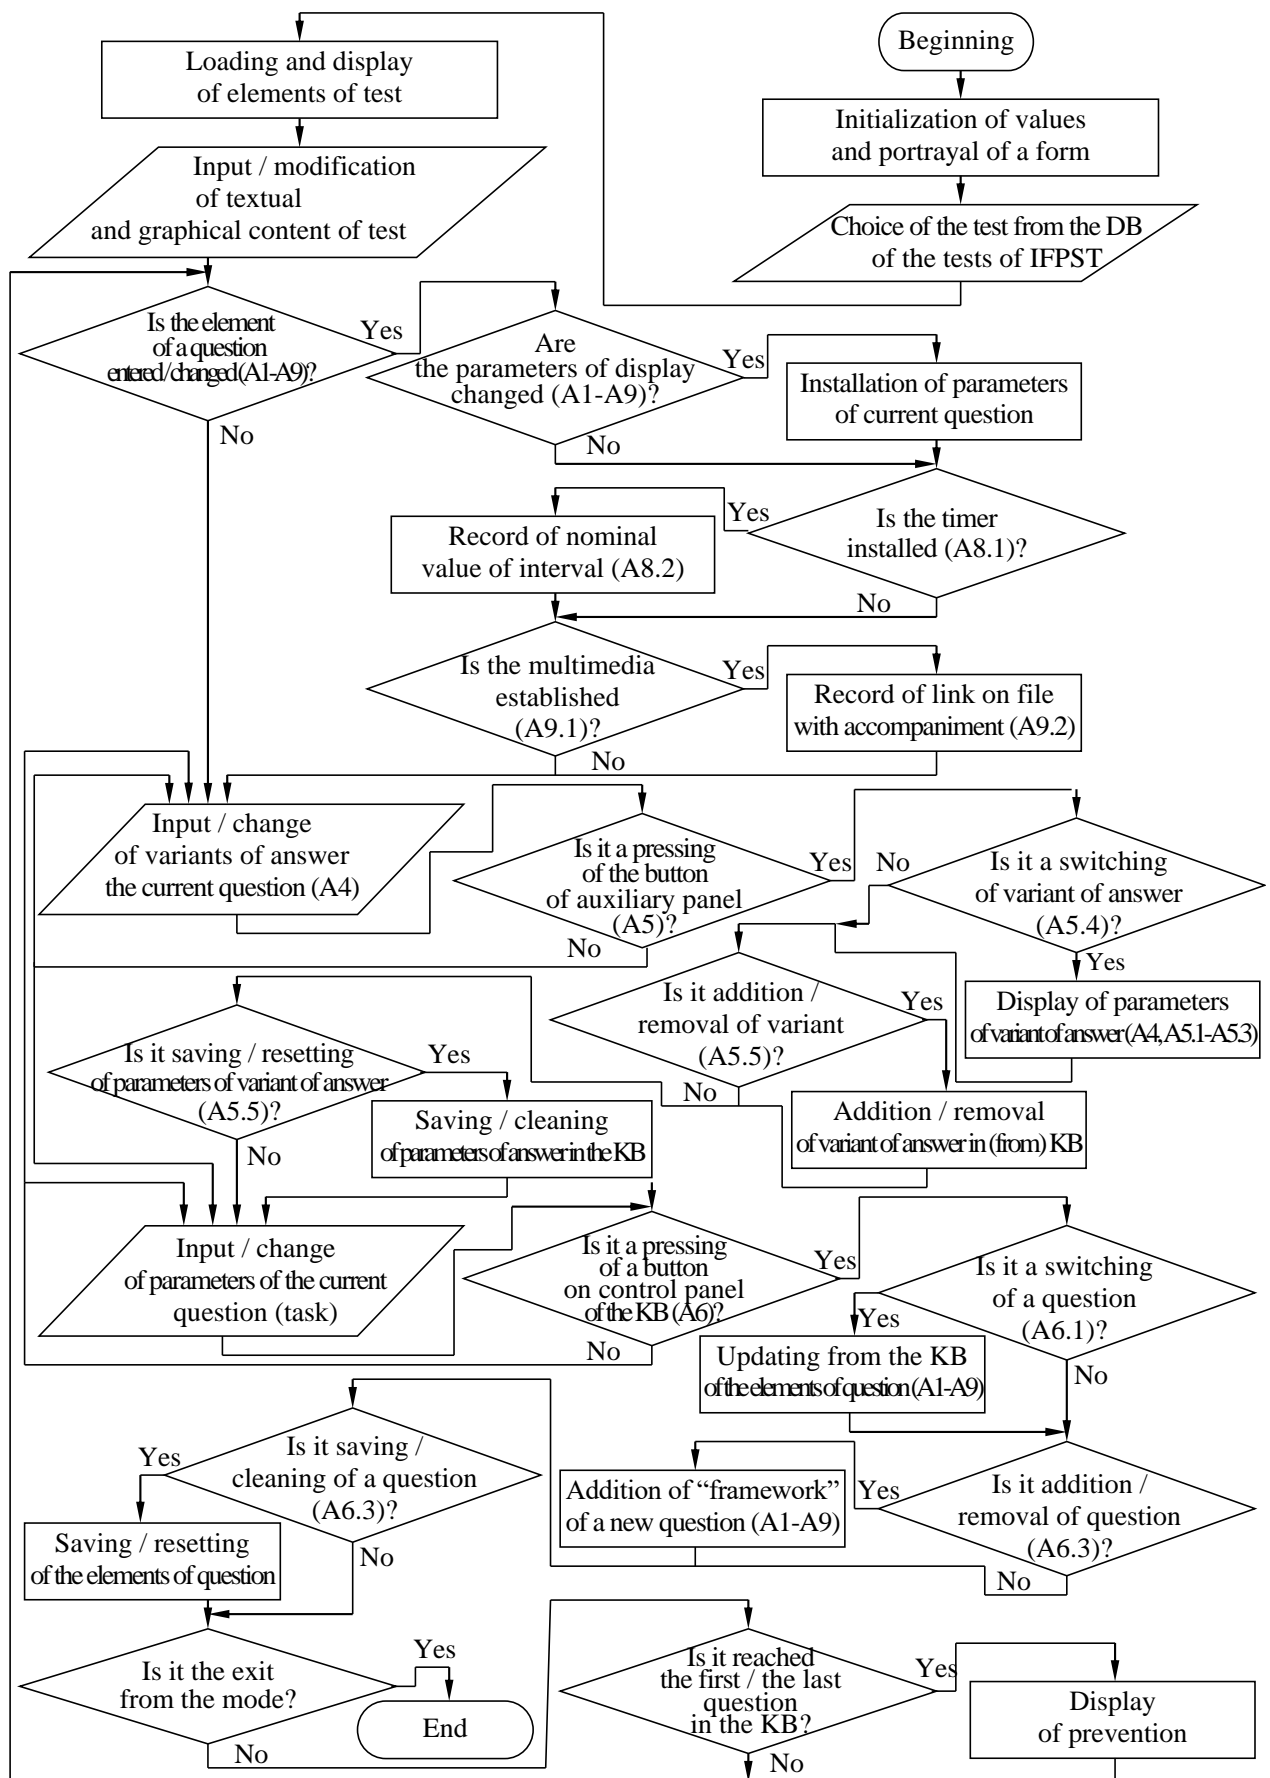 Beginning
Initialization of values
and portrayal of a form
Choice of the test from the DB
of the tests of IFPST
Loading and display
of elements of test
Input / modification
of textual
and graphical content of test
Is the element
of a question
entered/changed (A1-A9)?
Yes
No
Are
the parameters of display
changed (A1-A9)?
Yes
No
Installation of parameters
of current question
Is the timer
installed (A8.1)?
Yes
No
Record of nominal
value of interval (A8.2)
Is the multimedia
established
(A9.1)?
Yes
No
Record of link on file
with accompaniment (A9.2)
Input / change
of variants of answer
the current question (A4)
Is it a pressing
of the button
of auxiliary panel
(A5)?
Yes
No
Is it a switching
of variant of answer
(A5.4)?
No
Yes
Display of parameters
of variant of answer (A4, A5.1-A5.3)
Is it addition /
removal of variant
(A5.5)?
Yes
No
Addition / removal
of variant of answer in (from) KB
Is it saving / resetting
of parameters of variant of answer
(A5.5)?
Yes
No
Saving / cleaning
of parameters of answer in the KB
Input / change
of parameters of the current
question (task)
Is it a pressing
of a button
on control panel
of the KB (A6)?
Yes
No
Is it a switching
of a question
(A6.1)?
Yes
No
Updating from the KB
of the elements of question (A1-A9)
Is it addition /
removal of question
(A6.3)?
Yes
No
Addition of “framework”
of a new question (A1-A9)
Is it saving /
cleaning of a question
(A6.3)?
Yes
No
Saving / resetting
of the elements of question
Is it the exit
from the mode?
Yes
No
End
Is it reached
the first / the last
question
in the KB?
Yes
No
Display
of prevention